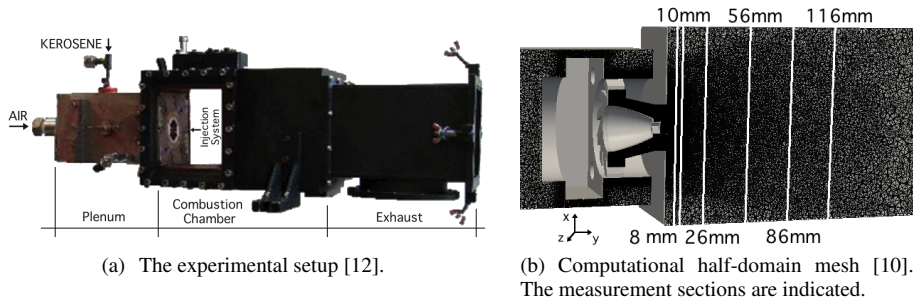 KEROSENE
AIR
Injection
System
Plenum
Combustion
Chamber
Exhaust
(a) The experimental setup [12].
10mm 56mm 116mm
x
z y
8 mm 26mm 86mm
(b) Computational half-domain mesh [10].
The measurement sections are indicated.